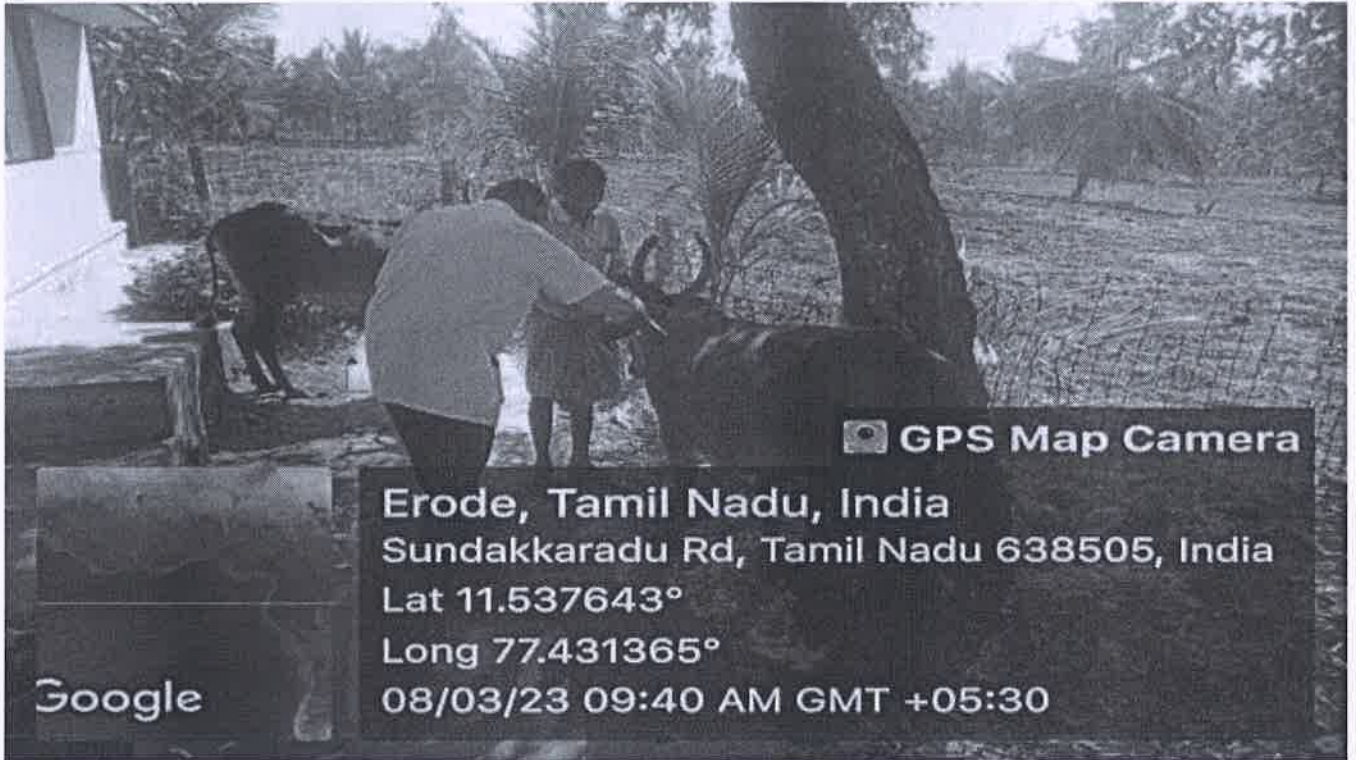 GPS Map Camera
Erode, Tamil Nadu, India
Sundakkaradu Rd, Tamil Nadu 638505, India
Lat 11.537643°
Long 77.431365°
08/03/23 09:40 AM GMT +05:30
Google